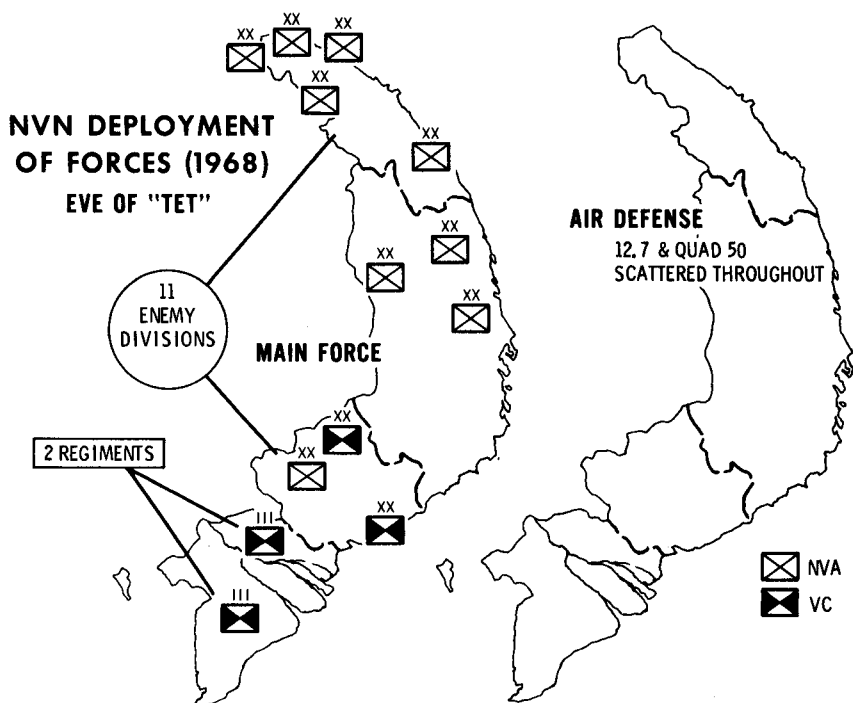 XX
XX
XX
XX
NVN DEPLOYMENT
OF FORCES (1968)
EVE OF "TET"
XX
AIR DEFENSE
12.7 & QUAD 50
SCATTERED THROUGHOUT
XX
XX
XX
11
ENEMY
DIVISIONS
MAIN FORCE
XX
XX
2 REGIMENTS
XX
III
III
NVA
VC